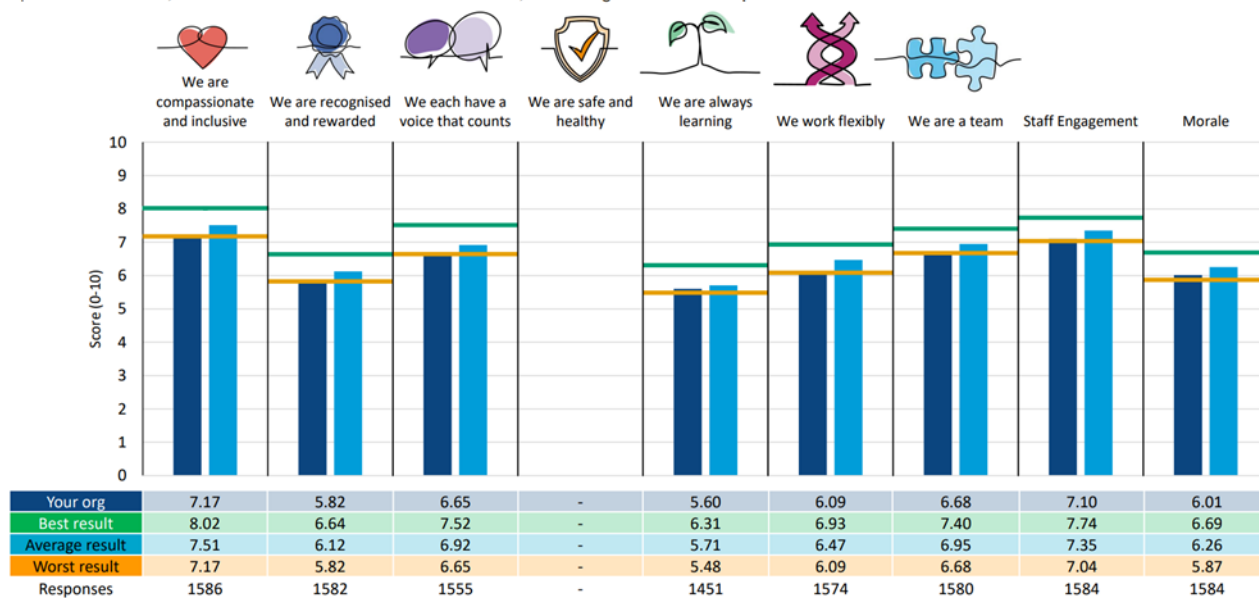 We are
compassionate
and inclusive
We are recognised
and rewarded
We each have a
voice that counts
We are safe and
healthy
We are always
learning
We work flexibly
We are a team
Staff Engagement
Morale
10
9
8
7
6
5
4
3
2
1
0
Score (0-10)
Your org 7.17 5.82 6.65 - 5.60 6.09 6.68 7.10 6.01
Best result 8.02 6.64 7.52 - 6.31 6.93 7.40 7.74 6.69
Average result 7.51 6.12 6.92 - 5.71 6.47 6.95 7.35 6.26
Worst result 7.17 5.82 6.65 - 5.48 6.09 6.68 7.04 5.87
Responses 1586 1582 1555 - 1451 1574 1580 1584 1584